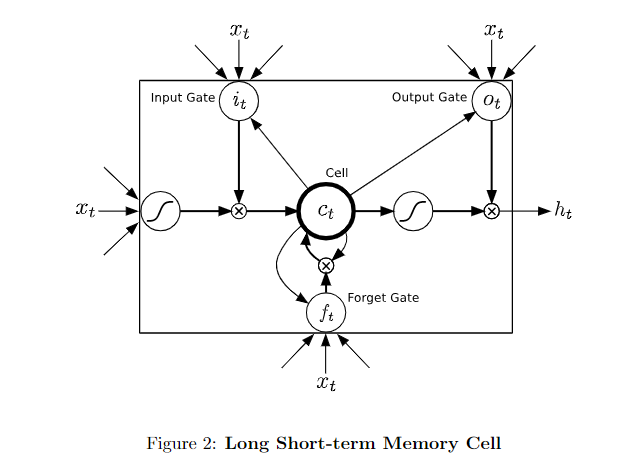 x_t x_t
Input Gate i_t Output Gate o_t
Cell
x_t c_t h_t
Forget Gate
f_t
x_t
Figure 2: Long Short-term Memory Cell